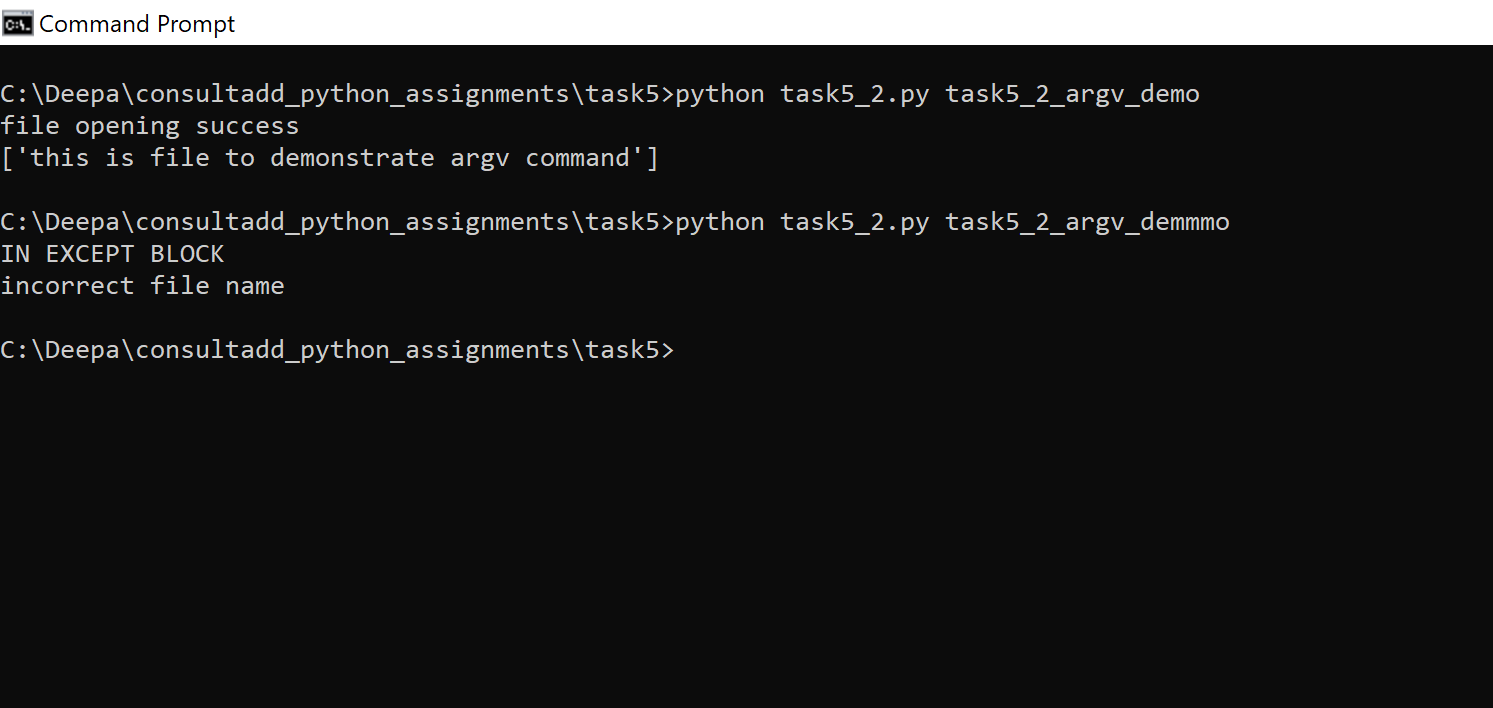 Command Prompt
C:\Deepa\consultadd_python_assignments\task5>python task5_2.py task5_2_argv_demo
file opening success
['this is file to demonstrate argv command']
C:\Deepa\consultadd_python_assignments\task5>python task5_2.py task5_2_argv_demmmo
IN EXCEPT BLOCK
incorrect file name
C:\Deepa\consultadd_python_assignments\task5>